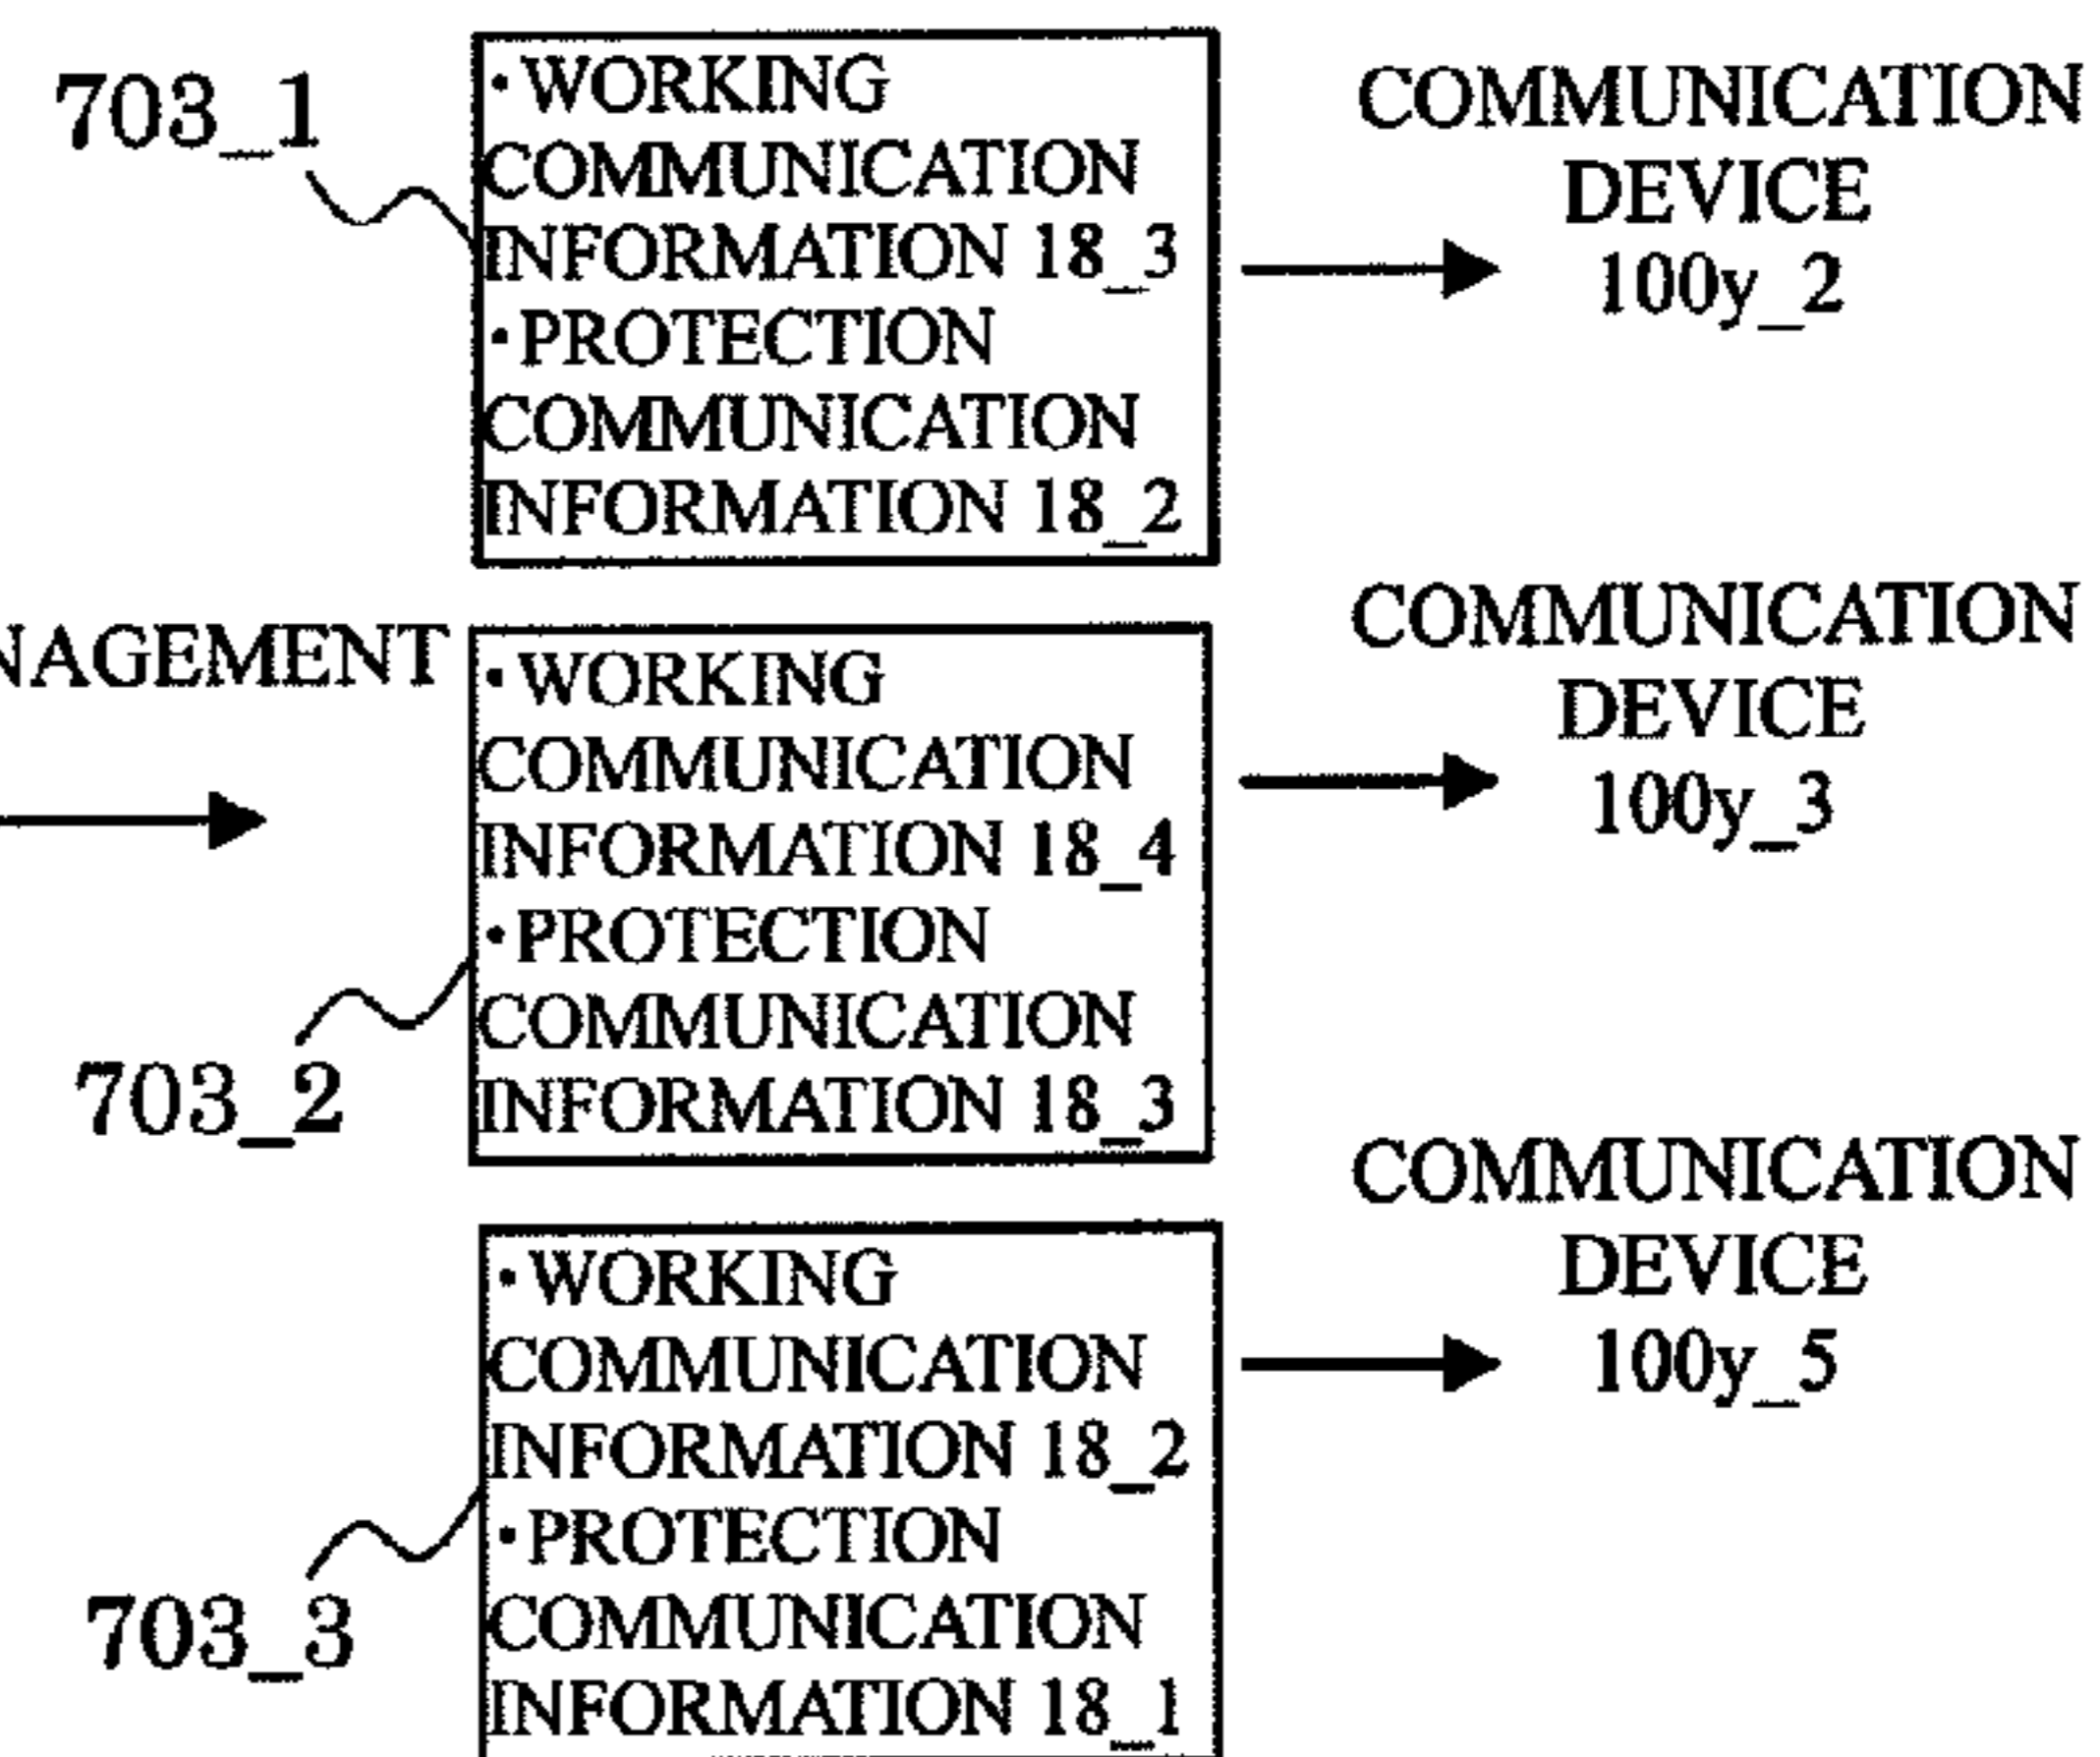 703_1
·WORKING
COMMUNICATION
INFORMATION 18_3
·PROTECTION
COMMUNICATION
INFORMATION 18_2
COMMUNICATION
DEVICE
100y_2
NAGEMENT
703_2
·WORKING
COMMUNICATION
INFORMATION 18_4
·PROTECTION
COMMUNICATION
INFORMATION 18_3
COMMUNICATION
DEVICE
100y_3
703_3
·WORKING
COMMUNICATION
INFORMATION 18_2
·PROTECTION
COMMUNICATION
INFORMATION 18_1
COMMUNICATION
DEVICE
100y_5